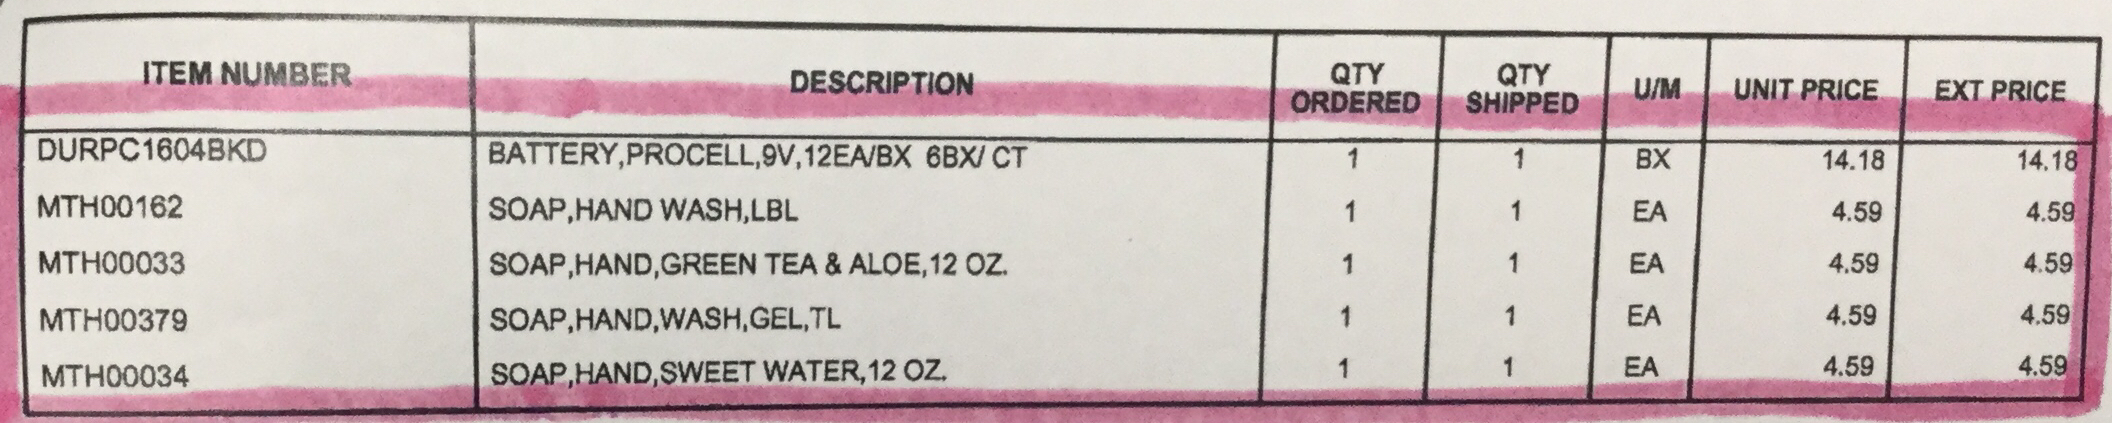 ITEM NUMBER DESCRIPTION QTY ORDERED QTY SHIPPED U/M UNIT PRICE EXT PRICE
DURPC1604BKD BATTERY,PROCELL,9V,12EA/BX 6BX/ CT 1 1 BX 14.18 14.18
MTH00162 SOAP,HAND WASH,LBL 1 1 EA 4.59 4.59
MTH00033 SOAP,HAND,GREEN TEA & ALOE,12 OZ. 1 1 EA 4.59 4.59
MTH00379 SOAP,HAND,WASH,GEL,TL 1 1 EA 4.59 4.59
MTH00034 SOAP,HAND,SWEET WATER,12 OZ. 1 1 EA 4.59 4.59